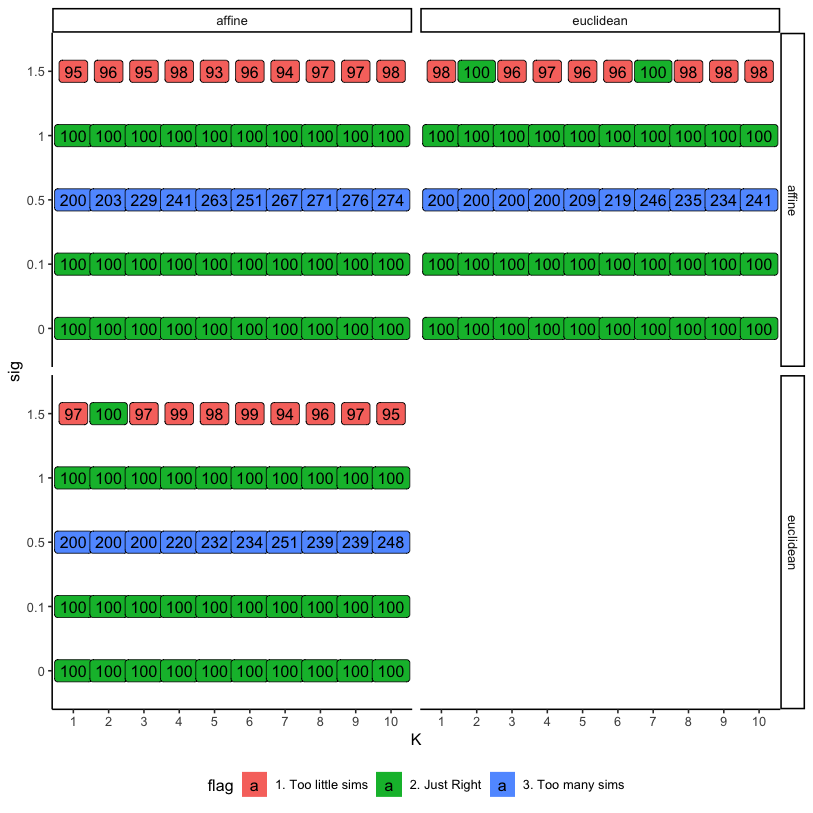 affine euclidean
1.5 95 96 95 98 93 96 94 97 97 98 98 100 96 97 96 96 100 98 98 98
1 100 100 100 100 100 100 100 100 100 100 100 100 100 100 100 100 100 100 100 100
0.5 200 203 229 241 263 251 267 271 276 274 200 200 200 200 209 219 246 235 234 241
affine
0.1 100 100 100 100 100 100 100 100 100 100 100 100 100 100 100 100 100 100 100 100
0 100 100 100 100 100 100 100 100 100 100 100 100 100 100 100 100 100 100 100 100
sig
1.5 97 100 97 99 98 99 94 96 97 95
1 100 100 100 100 100 100 100 100 100 100
0.5 200 200 200 220 232 234 251 239 239 248
euclidean
0.1 100 100 100 100 100 100 100 100 100 100
0 100 100 100 100 100 100 100 100 100 100
1 2 3 4 5 6 7 8 9 10 1 2 3 4 5 6 7 8 9 10
K
flag a 1. Too little sims a 2. Just Right a 3. Too many sims